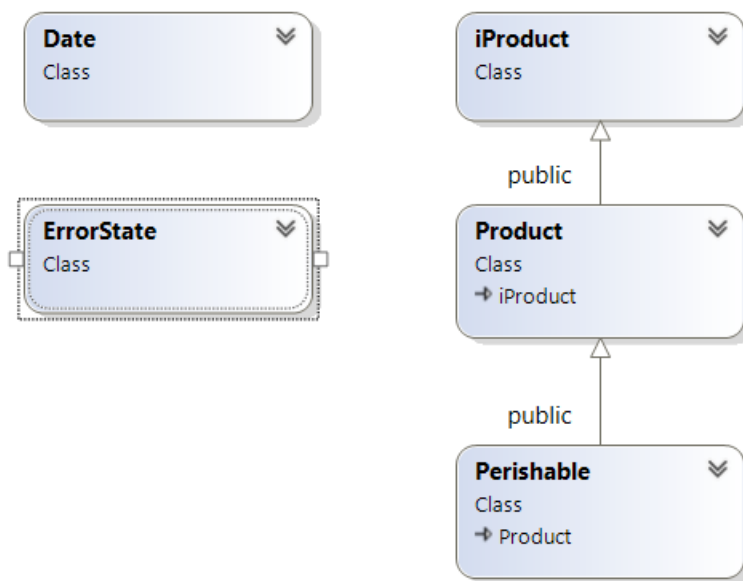 Date
Class
iProduct
Class
public
ErrorState
Class
Product
Class
iProduct
public
Perishable
Class
Product